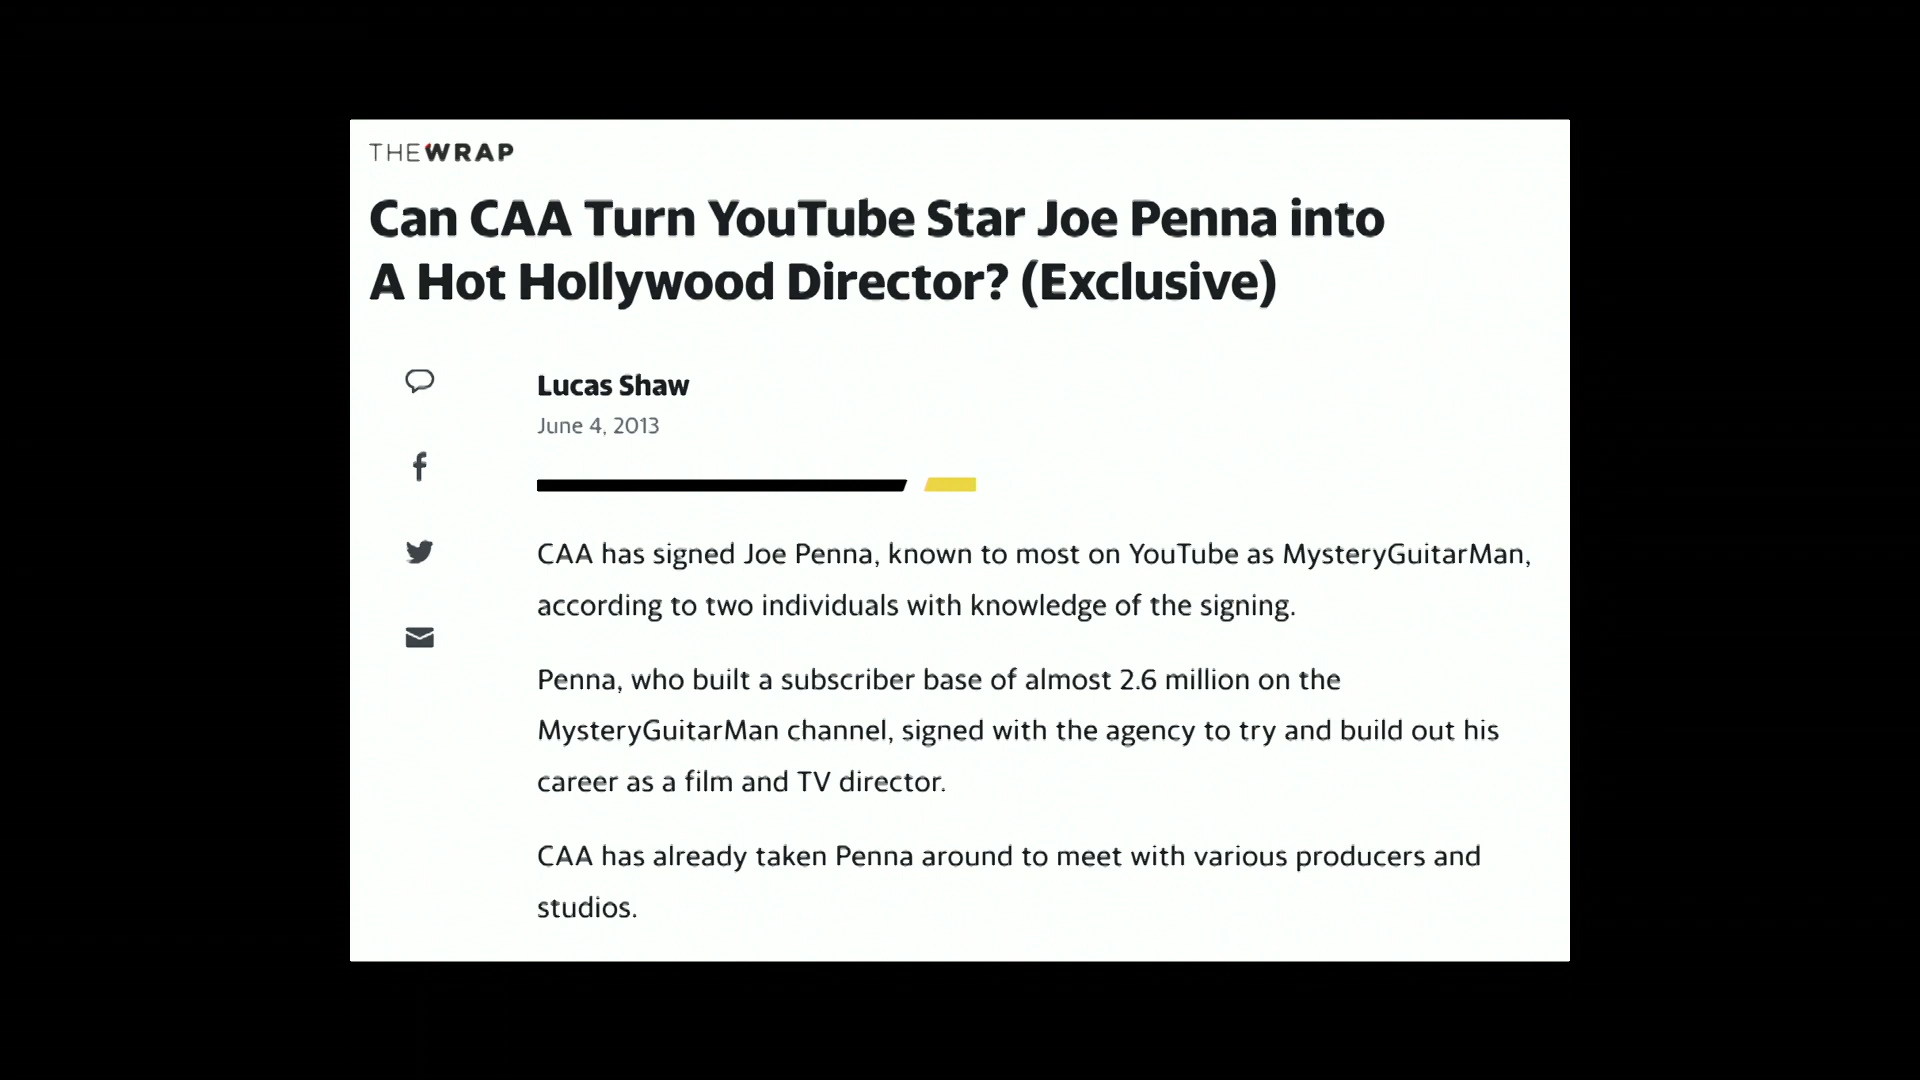 THEWRAP
Can CAA Turn YouTube Star Joe Penna into
A Hot Hollywood Director? (Exclusive)
Lucas Shaw
June 4, 2013
CAA has signed Joe Penna, known to most on YouTube as MysteryGuitarMan,
according to two individuals with knowledge of the signing.
Penna, who built a subscriber base of almost 2.6 million on the
MysteryGuitarMan channel, signed with the agency to try and build out his
career as a film and TV director.
CAA has already taken Penna around to meet with various producers and
studios.